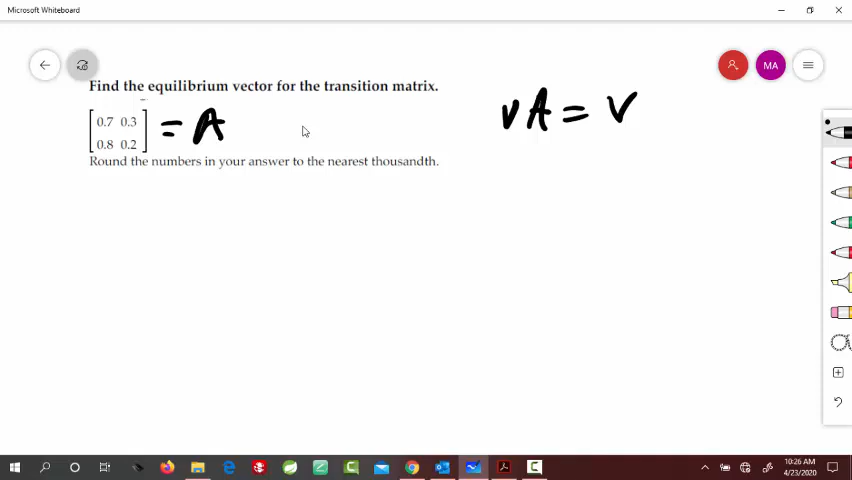 Microsoft Whiteboard
MA
Find the equilibrium vector for the transition matrix.
0.7 0.3
0.8 0.2
= A
vA = v
Round the numbers in your answer to the nearest thousandth.
10:26 AM
4/23/2020